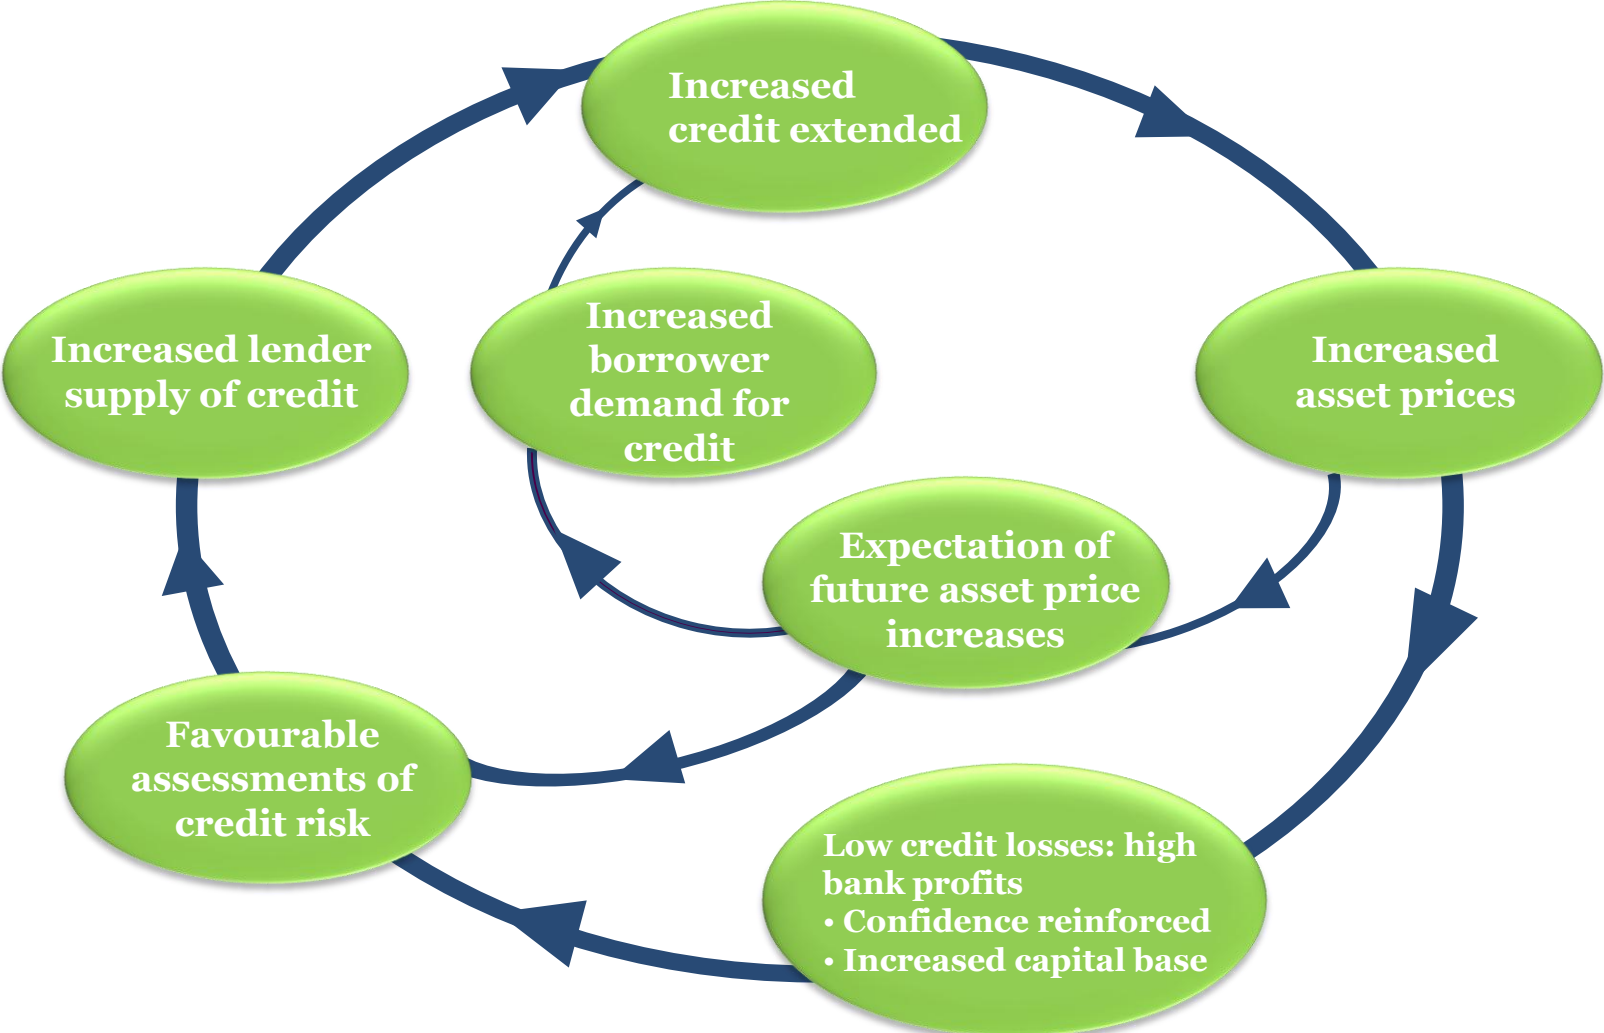 Increased
credit extended
Increased lender
supply of credit
Increased
borrower
demand for
credit
Increased
asset prices
Expectation of
future asset price
increases
Favourable
assessments of
credit risk
Low credit losses: high
bank profits
• Confidence reinforced
• Increased capital base